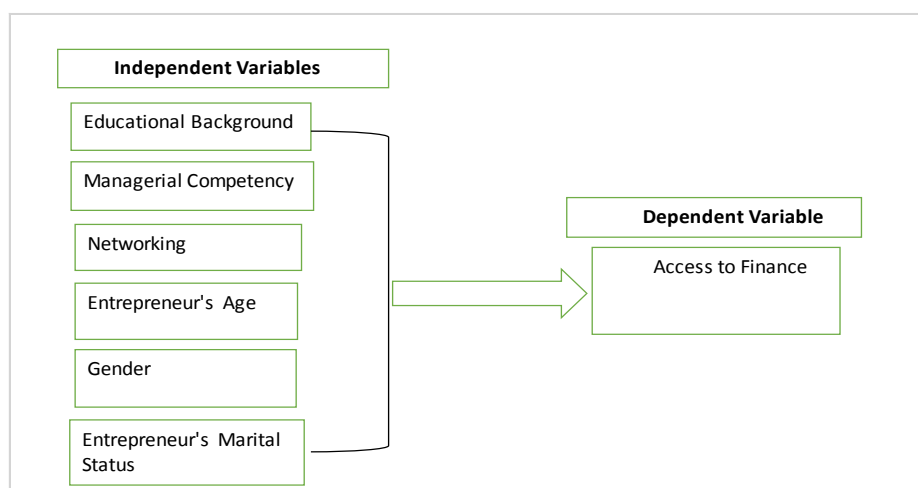 Independent Variables
Educational Background
Managerial Competency
Networking
Entrepreneur's Age
Gender
Entrepreneur's Marital
Status
Dependent Variable
Access to Finance